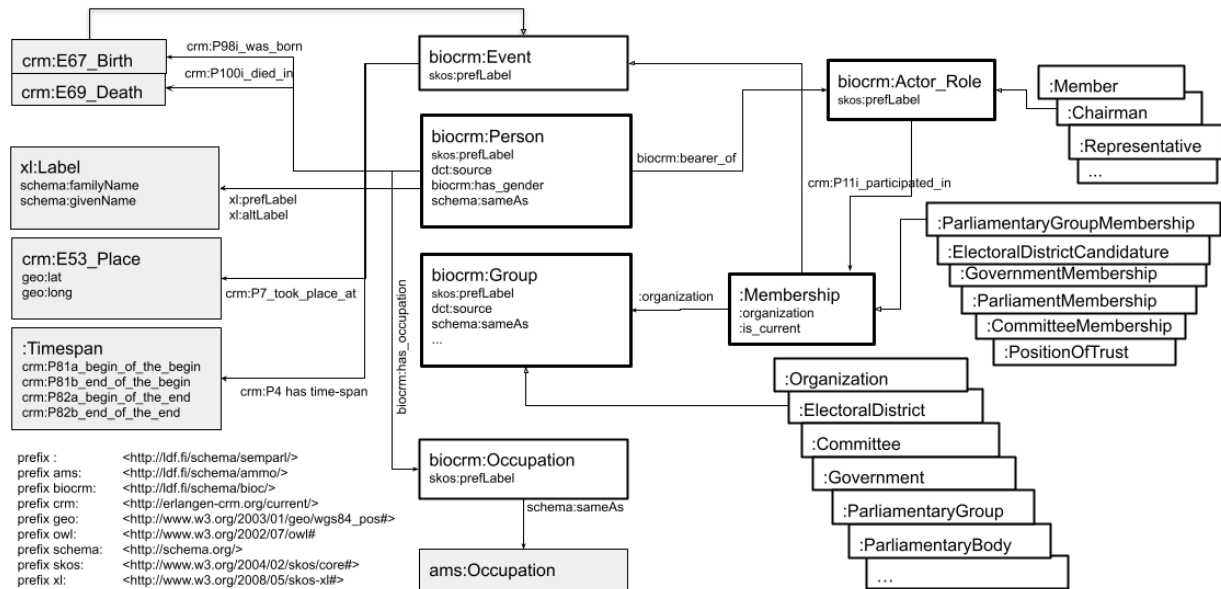 crm:E67_Birth
crm:E69_Death
crm:P98i_was_born
crm:P100i_died_in
biocrm:Event
skos:prefLabel
biocrm:Actor_Role
skos:prefLabel
:Member
:Chairman
:Representative
...
biocrm:Person
skos:prefLabel
dct:source
biocrm:has_gender
schema:sameAs
biocrm:bearer_of
crm:P11i_participated_in
xl:Label
schema:familyName
schema:givenName
xl:prefLabel
xl:altLabel
crm:E53_Place
geo:lat
geo:long
crm:P7_took_place_at
biocrm:Group
skos:prefLabel
dct:source
schema:sameAs
...
:organization
:Membership
:organization
:is_current
:ParliamentaryGroupMembership
:ElectoralDistrictCandidature
:GovernmentMembership
:ParliamentMembership
:CommitteeMembership
:PositionOfTrust
:Timespan
crm:P81a_begin_of_the_begin
crm:P81b_end_of_the_begin
crm:P82a_begin_of_the_end
crm:P82b_end_of_the_end
crm:P4 has time-span
biocrm:has_occupation
:Organization
:ElectoralDistrict
:Committee
:Government
:ParliamentaryGroup
:ParliamentaryBody
...
biocrm:Occupation
skos:prefLabel
schema:sameAs
ams:Occupation
prefix : <http://ldf.fi/schema/semparl/>
prefix ams: <http://ldf.fi/schema/ammo/>
prefix biocrm: <http://ldf.fi/schema/bioc/>
prefix crm: <http://erlangen-crm.org/current/>
prefix geo: <http://www.w3.org/2003/01/geo/wgs84_pos#>
prefix owl: <http://www.w3.org/2002/07/owl#
prefix schema: <http://schema.org/>
prefix skos: <http://www.w3.org/2004/02/skos/core#>
prefix xl: <http://www.w3.org/2008/05/skos-xl#>